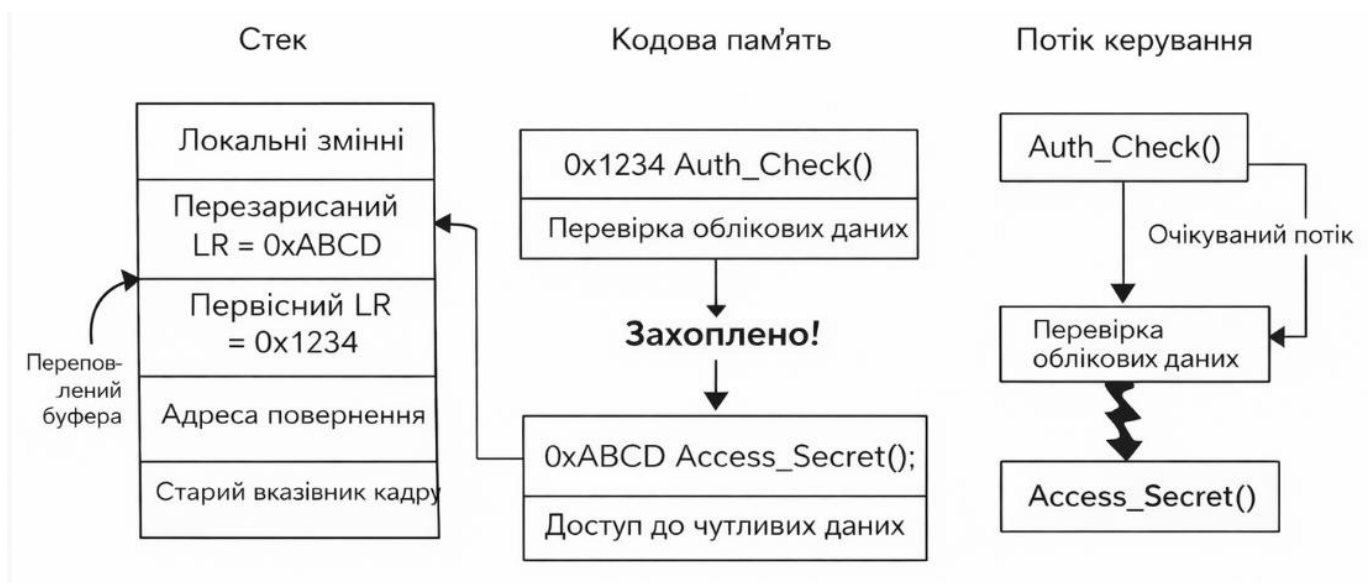 Стек
Локальні змінні
Перезарисаний
LR = 0xABCD
Первісний LR
= 0x1234
Адреса повернення
Старий вказівник кадру
Перепов-
лений
буфера
Кодова пам'ять
0x1234 Auth_Check()
Перевірка облікових даних
Захоплено!
0xABCD Access_Secret();
Доступ до чутливих даних
Потік керування
Auth_Check()
Очікуваний потік
Перевірка
облікових даних
Access_Secret()